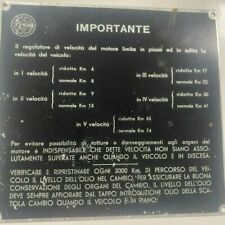 IMPORTANTE
Il regolatore di velocità del motore limita in piano ed in salita la
velocità del veicolo:
in I velocità ridotte Km 6
normale Km 8
in II velocità ridotte Km 9
normale Km 13
in III velocità ridotta Km 17
normale Km 23
in IV velocità ridotta Km 30
normale Km 41
in V velocità ridotta Km 55
normale Km 74
Per evitare possibilità di rotture o danneggiamenti agli organi del
motore è INDISPENSABILE CHE DETTE VELOCITÀ NON SIANO ASSO-
LUTAMENTE SUPERATE ANCHE QUANDO IL VEICOLO È IN DISCESA.
VERIFICARE E RIPRISTINARE OGNI 3000 Km. DI PERCORSO DEL VEI-
COLO IL LIVELLO DELL'OLIO NEL CAMBIO. PER ASSICURARE LA BUONA
CONSERVAZIONE DEGLI ORGANI DEL CAMBIO, IL LIVELLO DELL'OLIO
DEVE SEMPRE AFFIORARE DAL TAPPO INTRODUTTIVO OLIO DELLA SCA-
TOLA CAMBIO QUANDO IL VEICOLO È IN PIANO.